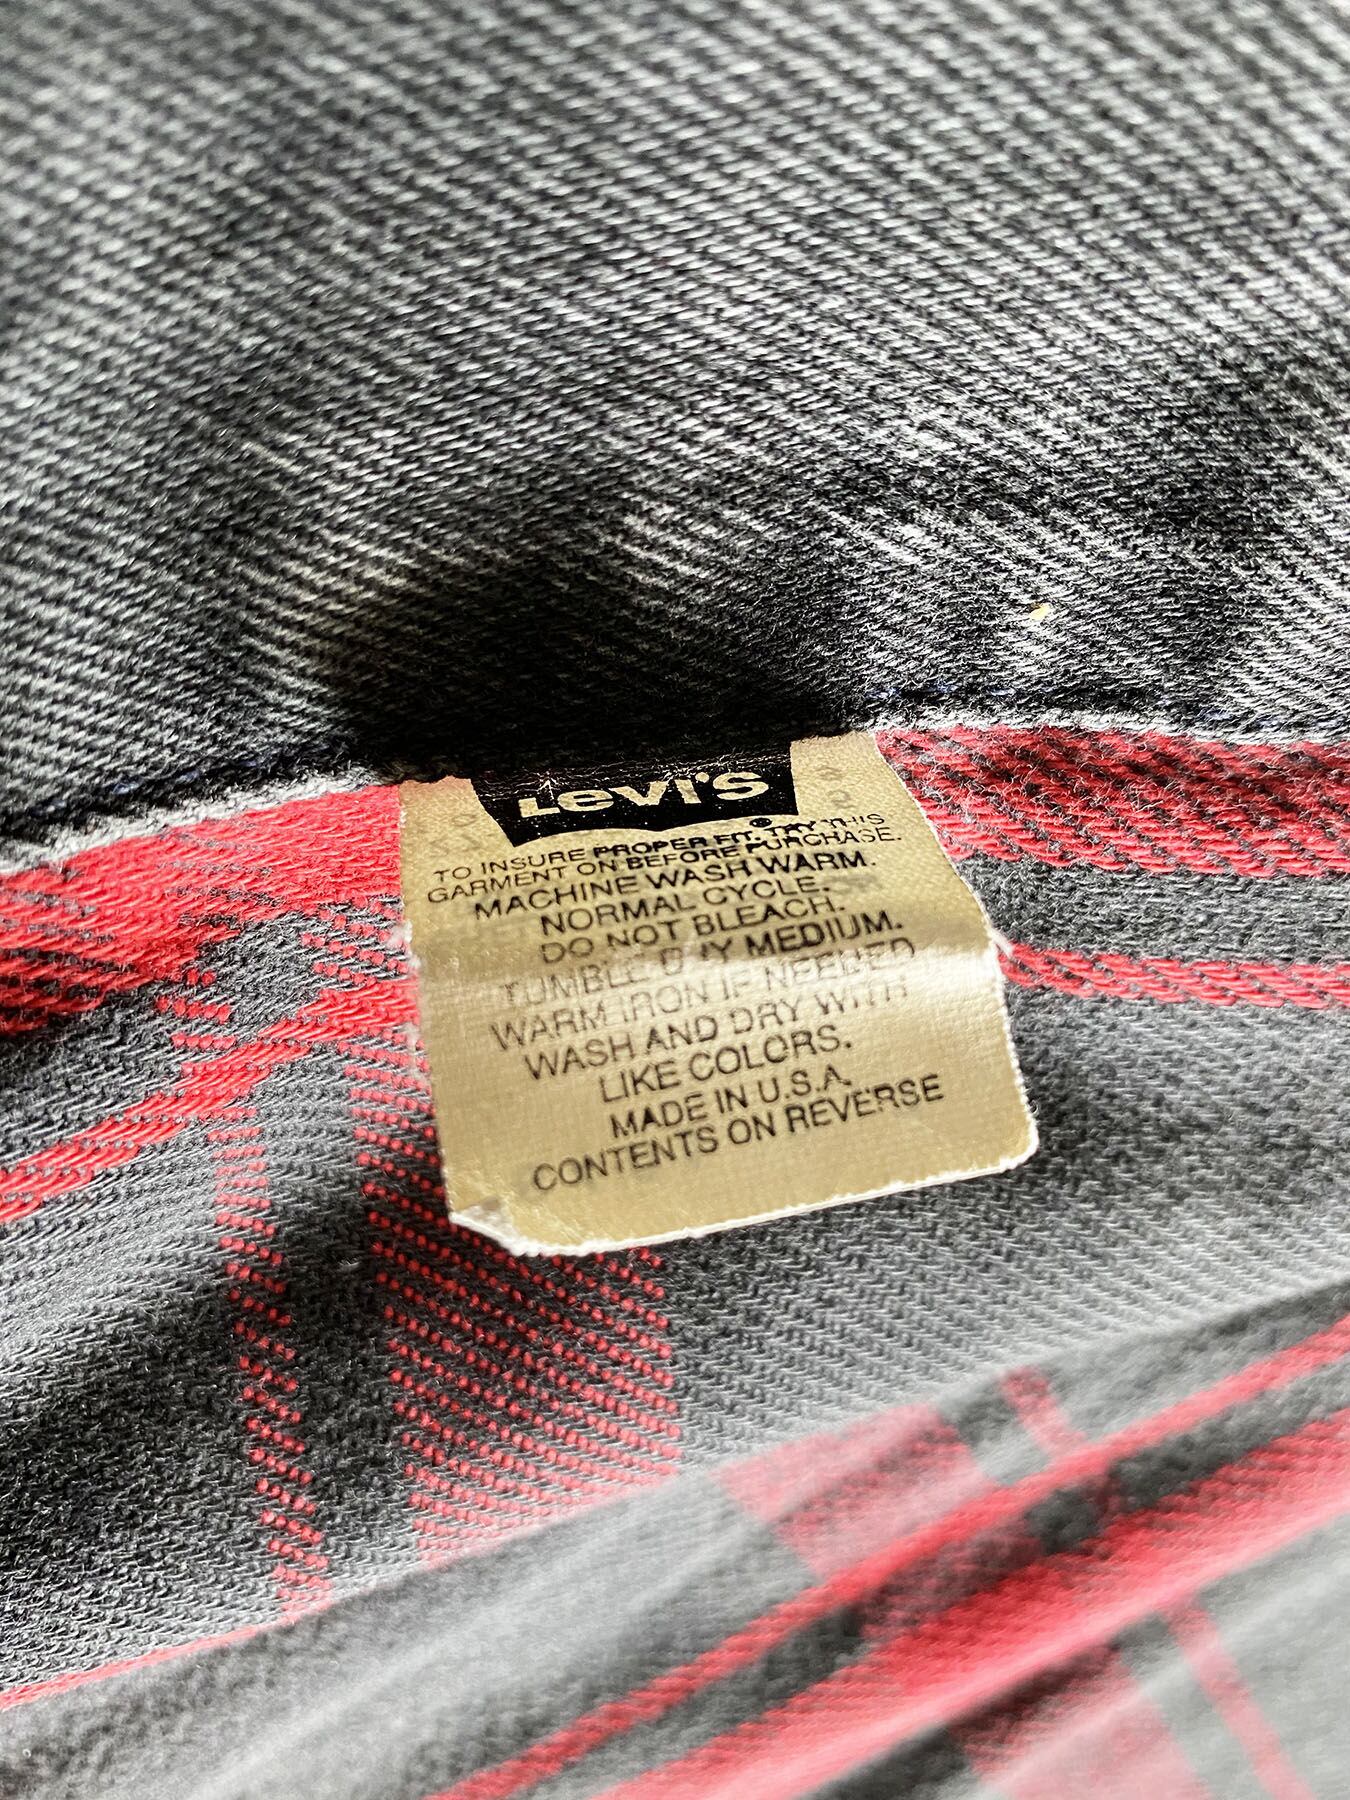 LEVI'S ®
TO INSURE PROPER FIT, TRY THIS
GARMENT ON BEFORE PURCHASE.
MACHINE WASH WARM.
NORMAL CYCLE.
DO NOT BLEACH.
TUMBLE DRY MEDIUM.
WARM IRON IF NEEDED
WASH AND DRY WITH
LIKE COLORS.
MADE IN U.S.A.
CONTENTS ON REVERSE